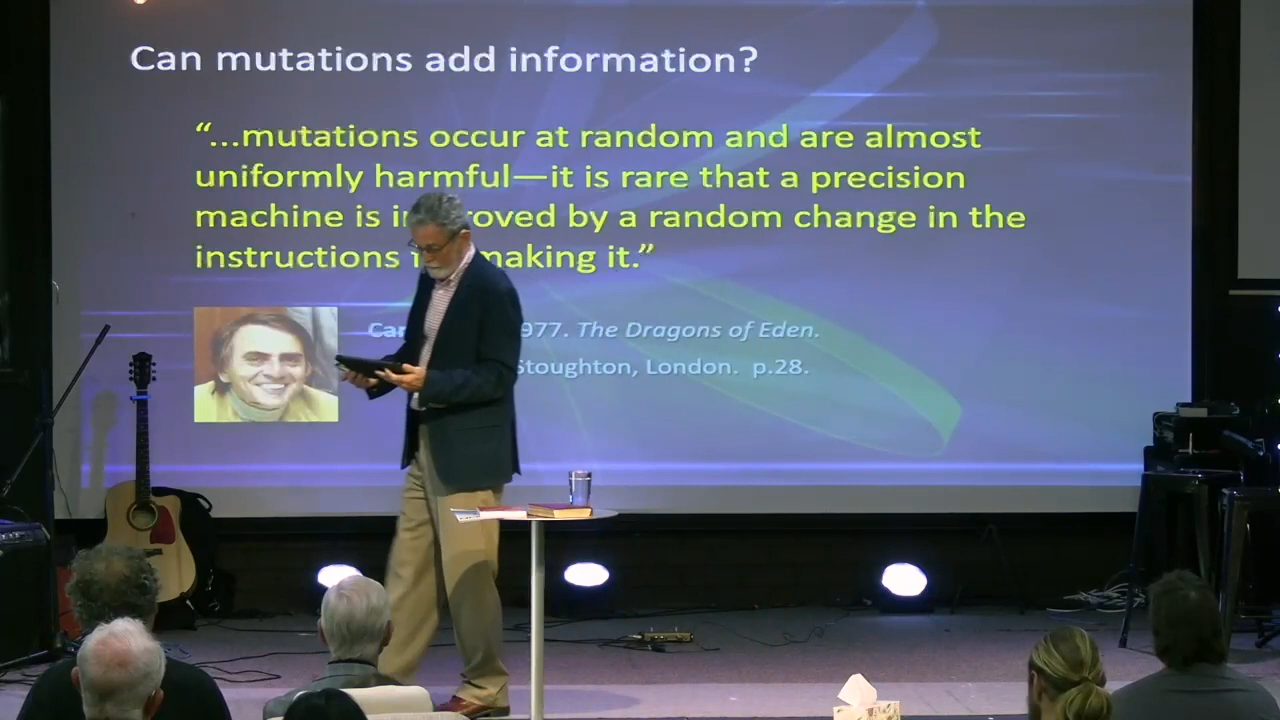 Can mutations add information?
“...mutations occur at random and are almost
uniformly harmful—it is rare that a precision
machine is by a random change in the
instructions making it.”
The Dragons of Eden.
Stoughton, London. p.28.